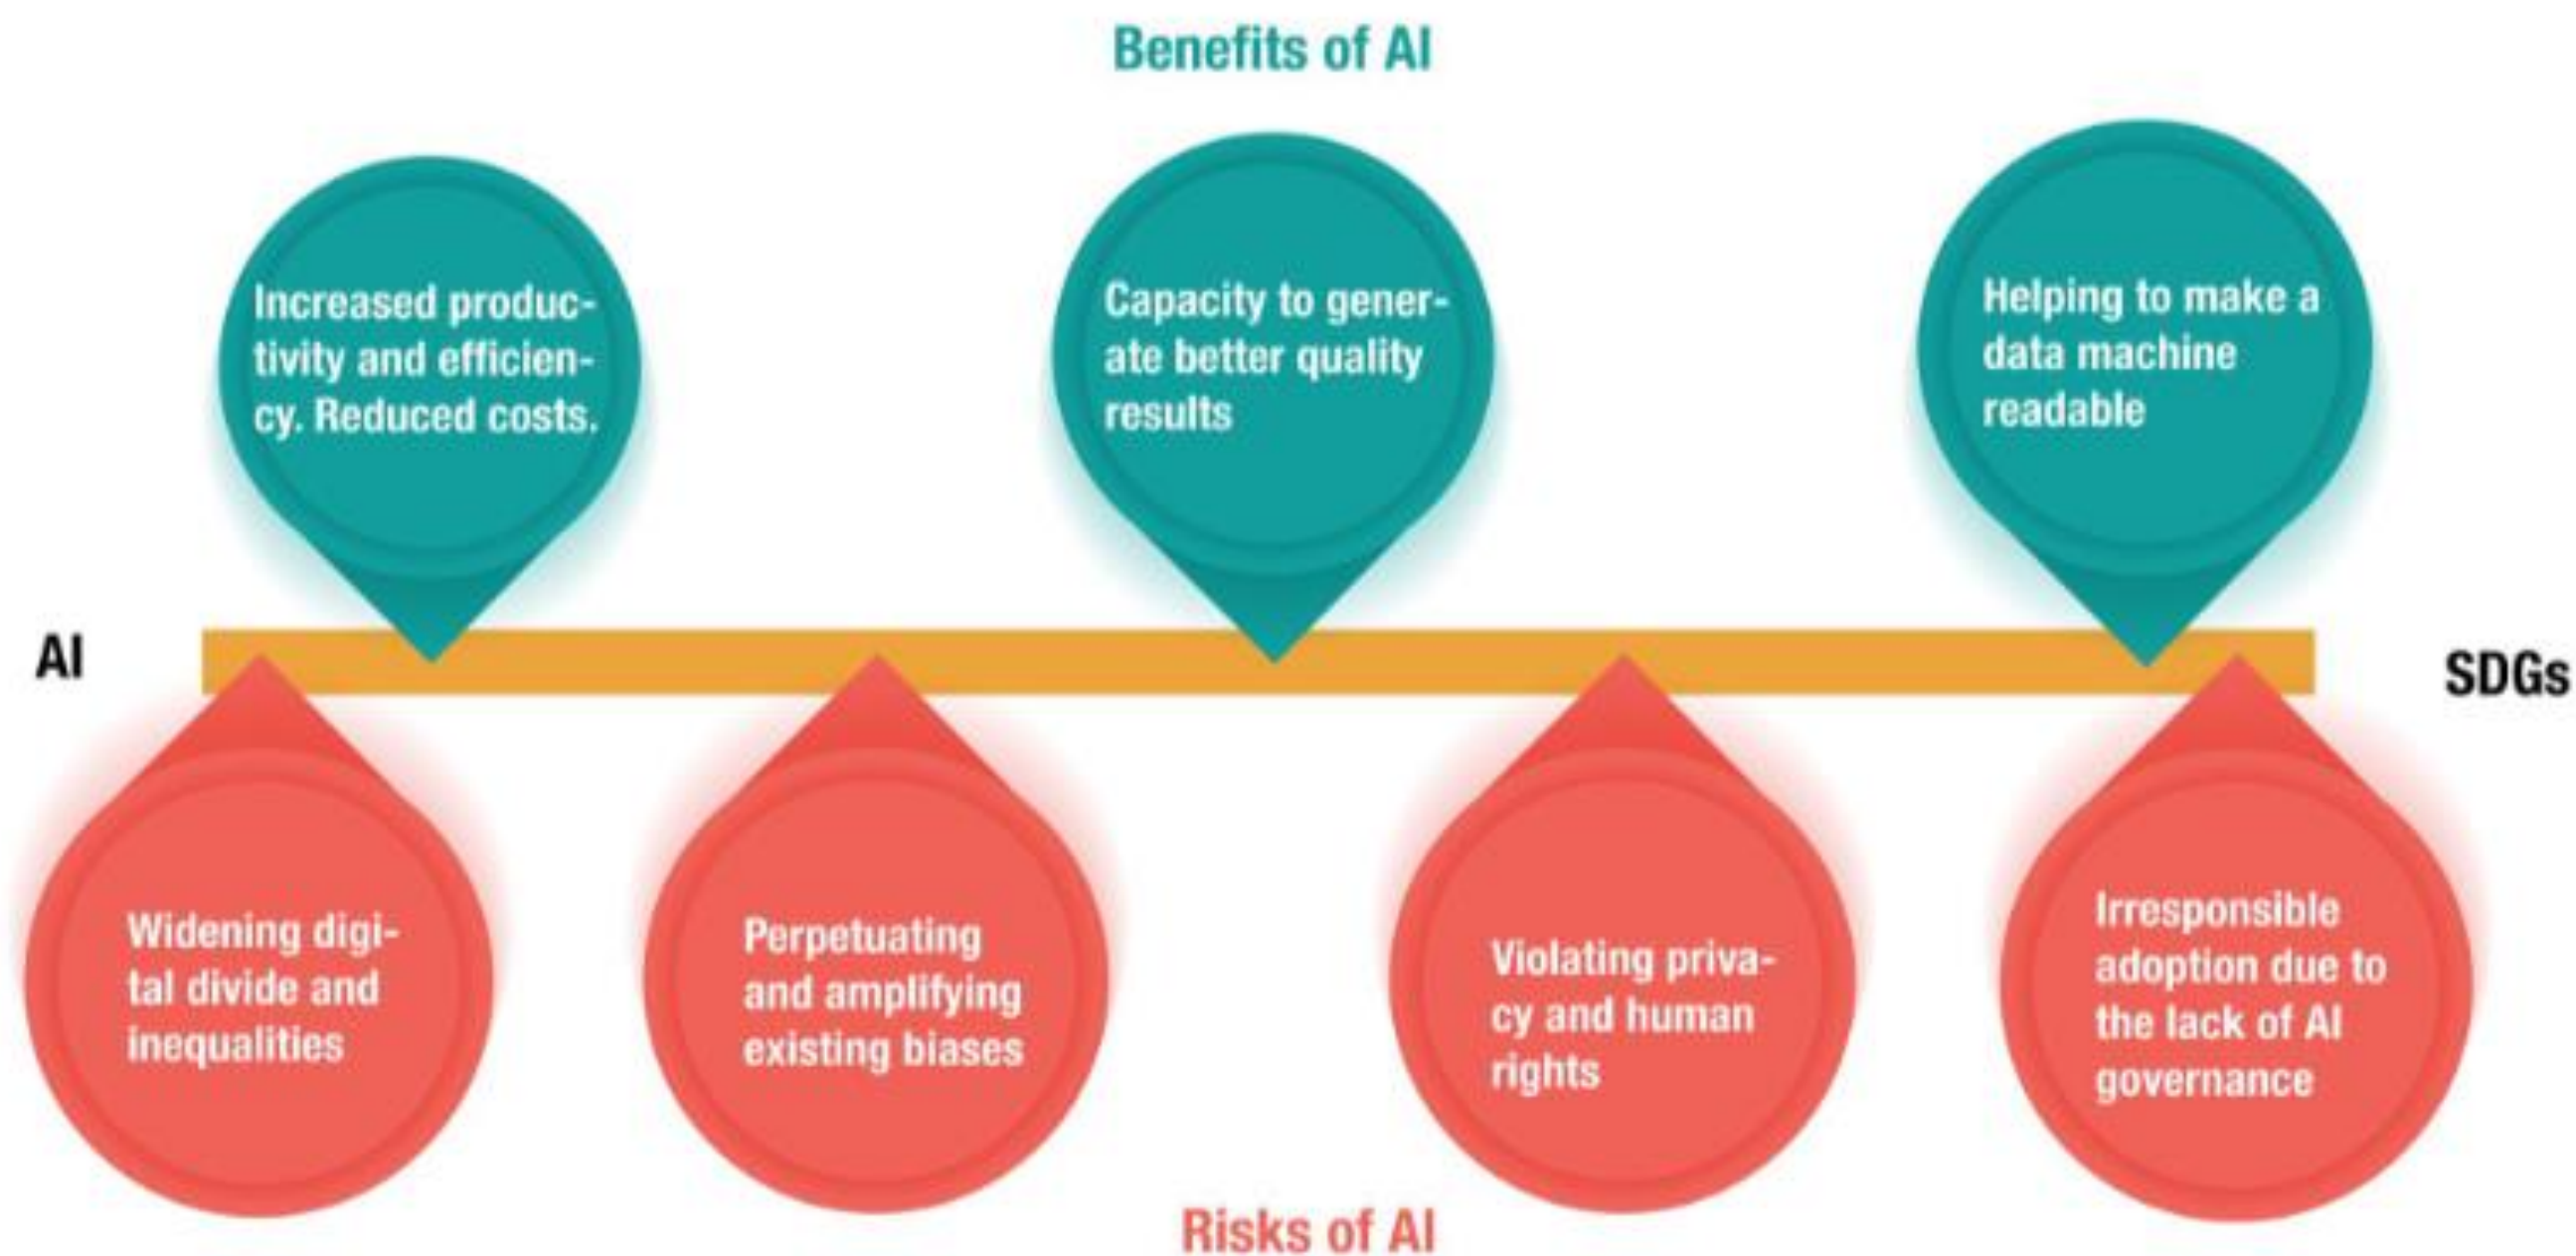 Benefits of AI
Increased produc-
tivity and efficien-
cy. Reduced costs.
Capacity to gener-
ate better quality
results
Helping to make a
data machine
readable
AI
SDGs
Widening digi-
tal divide and
inequalities
Perpetuating
and amplifying
existing biases
Violating priva-
cy and human
rights
Irresponsible
adoption due to
the lack of AI
governance
Risks of AI